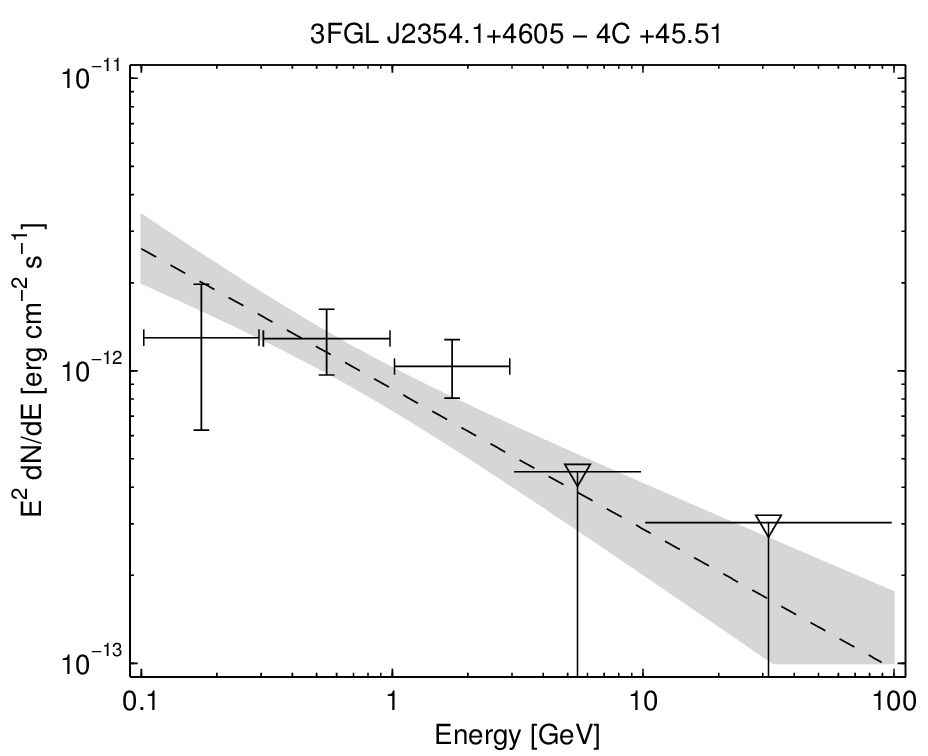 3FGL J2354.1+4605 − 4C +45.51
10⁻¹¹
10⁻¹²
10⁻¹³
E² dN/dE [erg cm⁻² s⁻¹]
0.1 1 10 100
Energy [GeV]